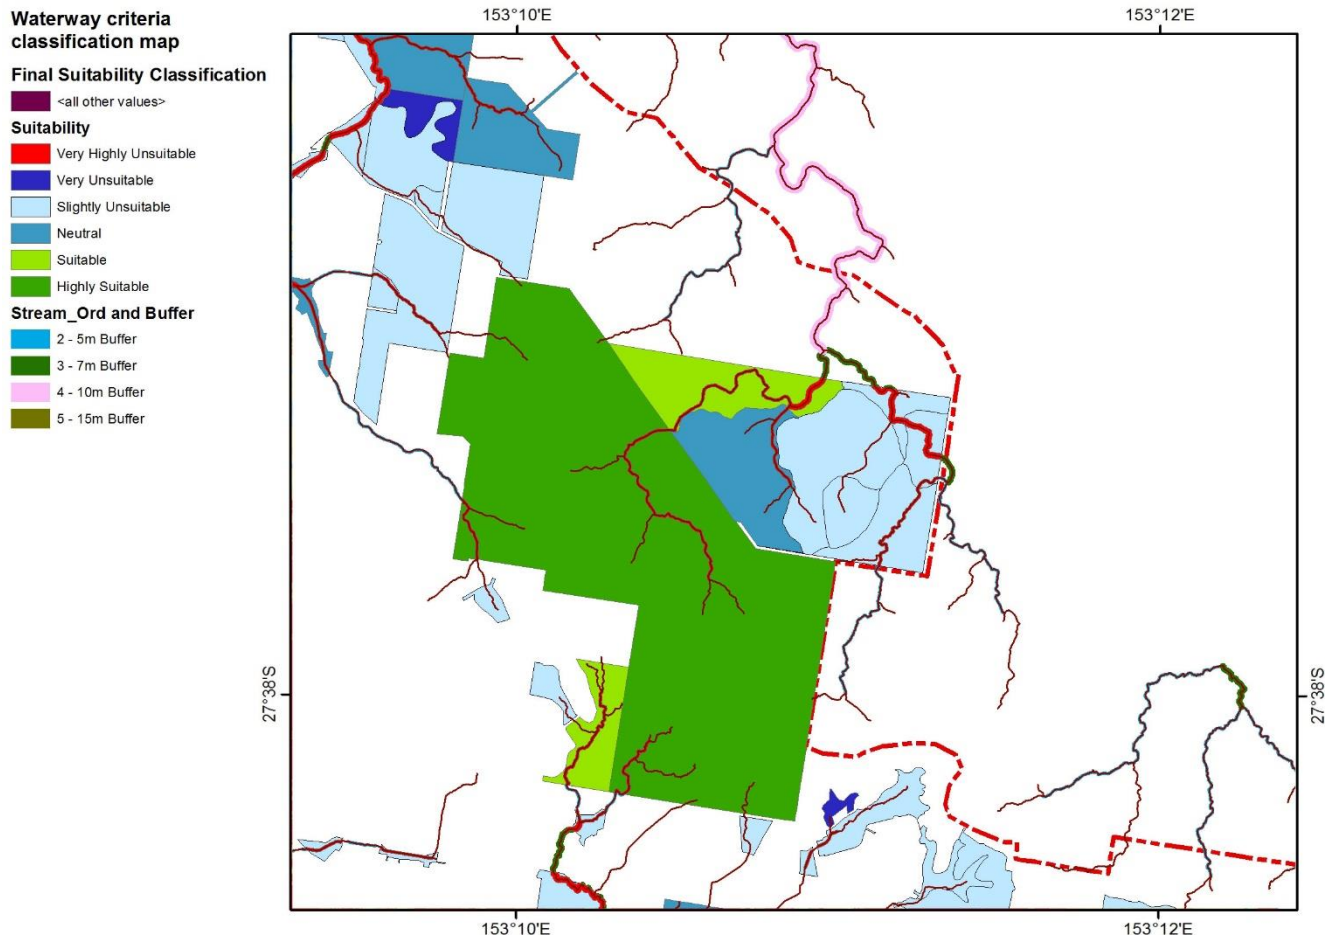 Waterway criteria
classification map
Final Suitability Classification
<all other values>
Suitability
Very Highly Unsuitable
Very Unsuitable
Slightly Unsuitable
Neutral
Suitable
Highly Suitable
Stream_Ord and Buffer
2 - 5m Buffer
3 - 7m Buffer
4 - 10m Buffer
5 - 15m Buffer
153°10'E
153°12'E
27°38'S
27°38'S
153°10'E
153°12'E